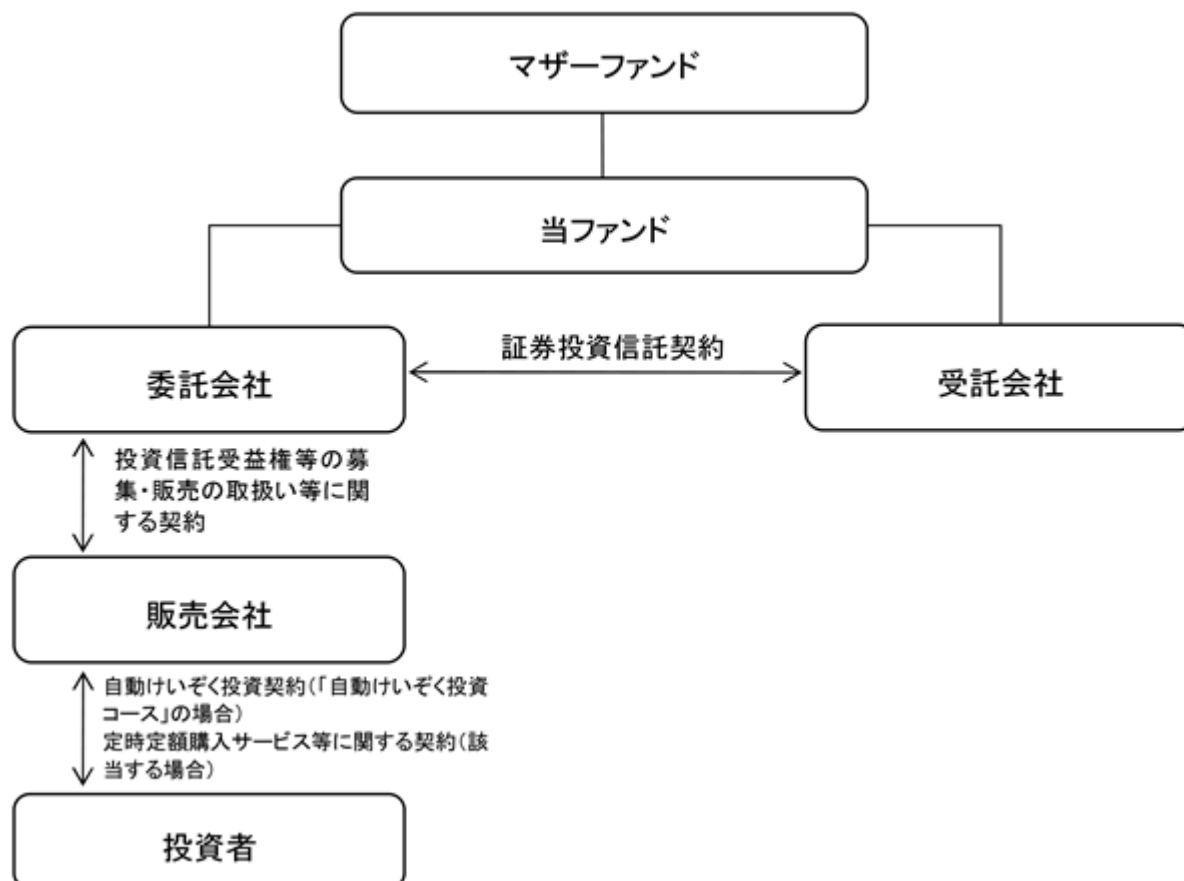 マザーファンド
当ファンド
証券投資信託契約
委託会社
受託会社
投資信託受益権等の募
集・販売の取扱い等に関
する契約
販売会社
自動けいぞく投資契約(「自動けいぞく投資
コース」の場合)
定時定額購入サービス等に関する契約(該
当する場合)
投資者